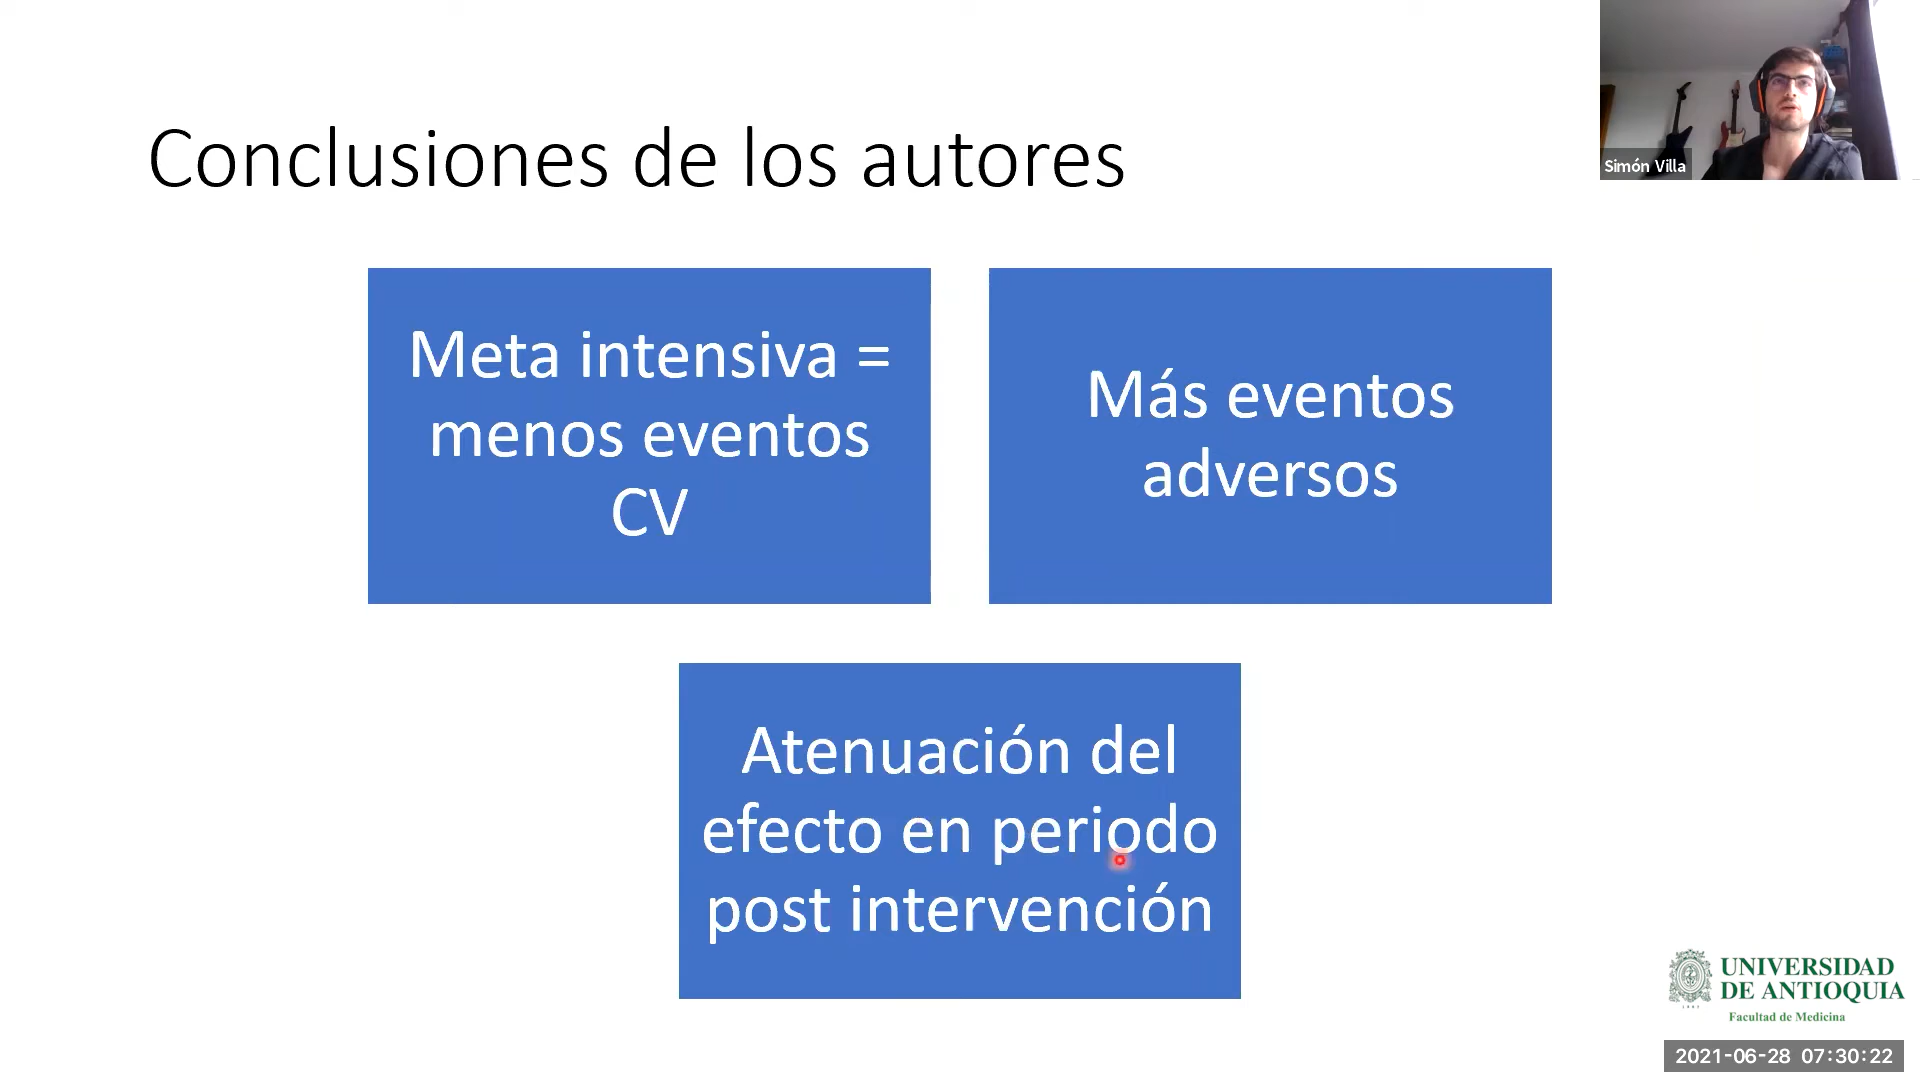 Conclusiones de los autores
Simón Villa
Meta intensiva =
menos eventos
CV
Más eventos
adversos
Atenuación del
efecto en periodo
post intervención
UNIVERSIDAD
DE ANTIOQUIA
Facultad de Medicina
2021-06-28 07:30:22